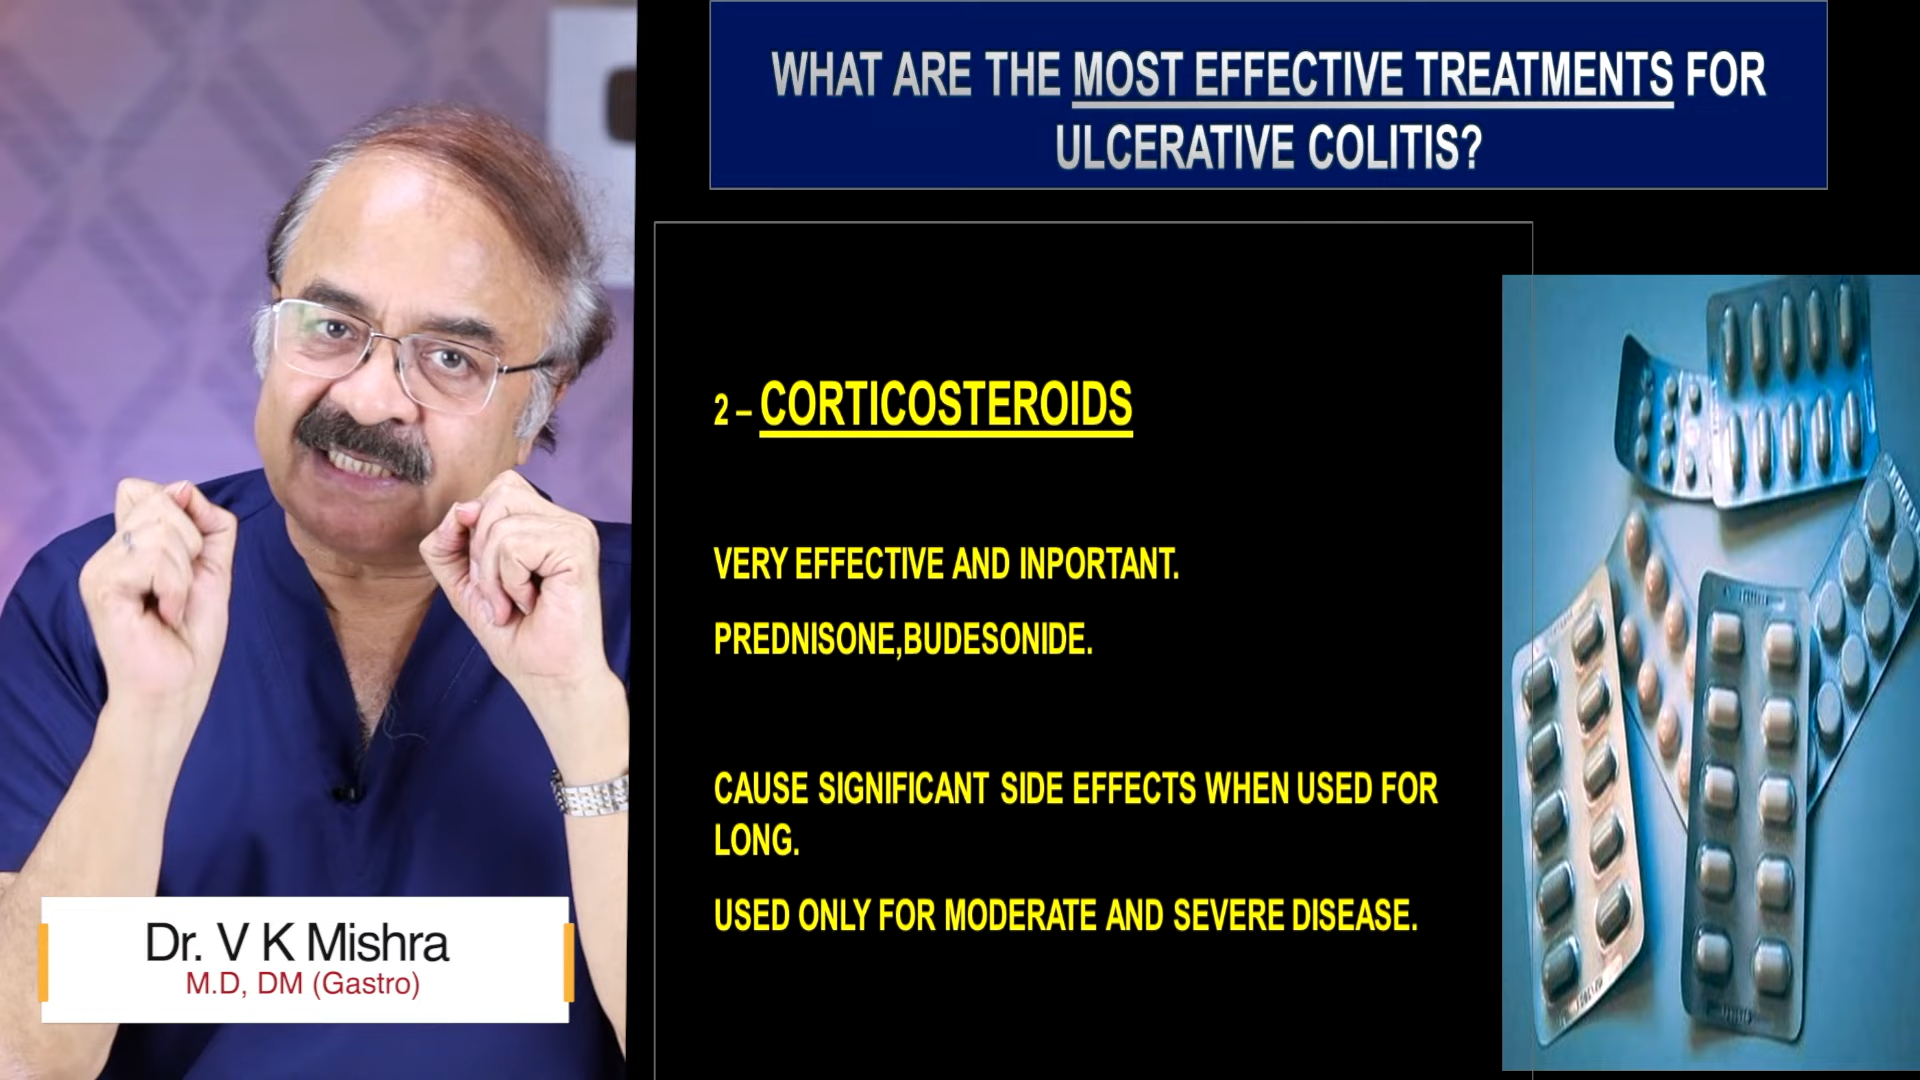 WHAT ARE THE MOST EFFECTIVE TREATMENTS FOR
ULCERATIVE COLITIS?
2 – CORTICOSTEROIDS
VERY EFFECTIVE AND INPORTANT.
PREDNISONE,BUDESONIDE.
CAUSE SIGNIFICANT SIDE EFFECTS WHEN USED FOR
LONG.
USED ONLY FOR MODERATE AND SEVERE DISEASE.
Dr. V K Mishra
M.D, DM (Gastro)